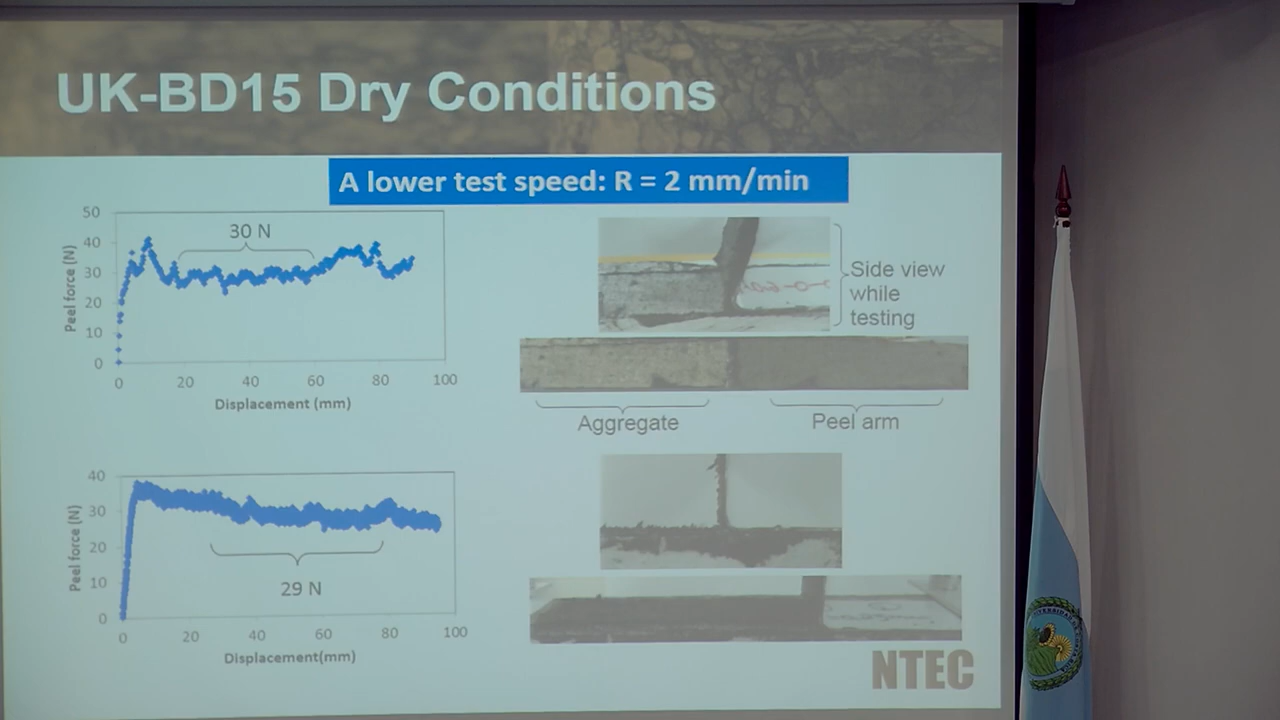 UK-BD15 Dry Conditions
A lower test speed: R = 2 mm/min
50
40
30
20
10
0
Peel force (N)
30 N
0 20 40 60 80 100
Displacement (mm)
Side view
while
testing
Aggregate
Peel arm
40
30
20
10
0
Peel force (N)
29 N
0 20 40 60 80 100
Displacement(mm)
NTEC